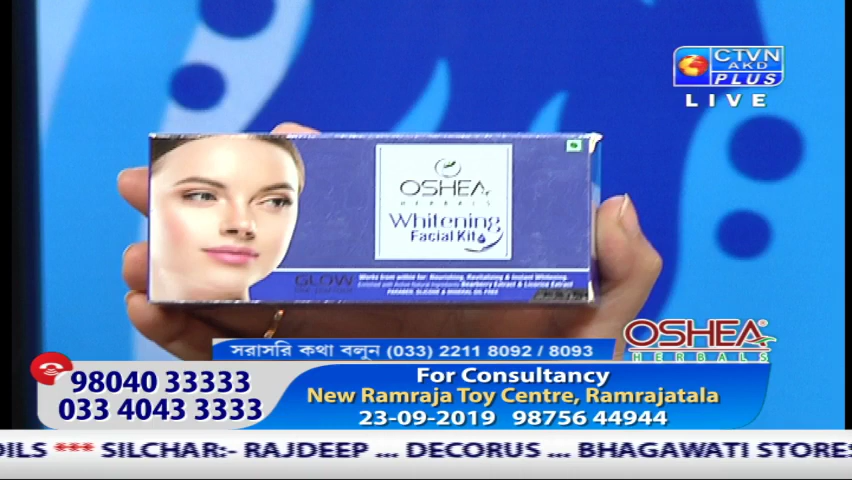 CTVN
AKD
PLUS
LIVE
OSHEA
HERBALS
Whitening
Facial Kit
GLOW
Works from within for: Nourishing, Revitalizing & Instant Whitening.
Enriched with Active Natural Ingredients Bearberry Extract & Licorice Extract
PARABEN, SILICONE & MINERAL OIL FREE
OSHEA®
HERBALS
সরাসরি কথা বলুন (033) 2211 8092 / 8093
98040 33333
033 4043 3333
For Consultancy
New Ramraja Toy Centre, Ramrajatala
23-09-2019 98756 44944
OILS *** SILCHAR:- RAJDEEP ... DECORUS ... BHAGAWATI STORES